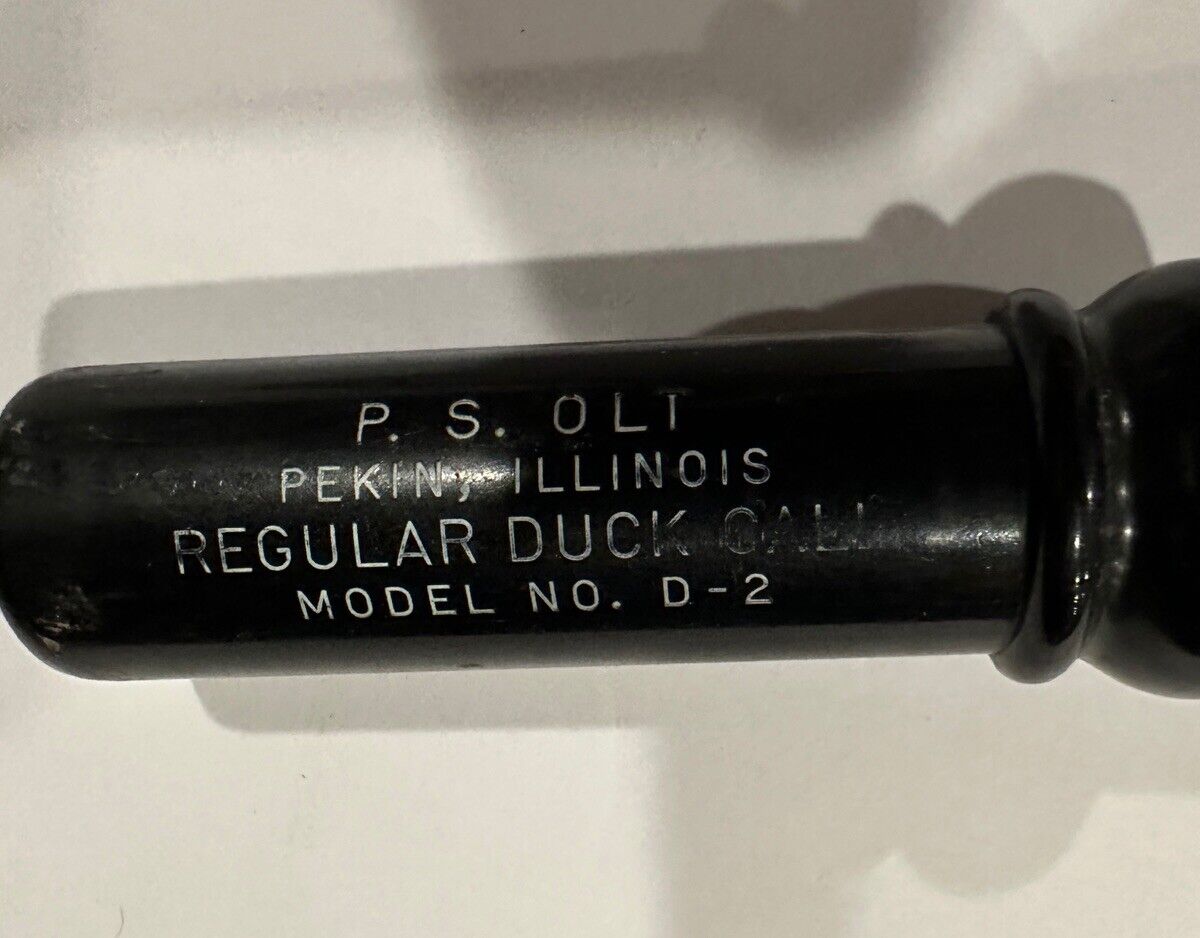 P. S. OLT
PEKIN, ILLINOIS
REGULAR DUCK CALL
MODEL NO. D-2